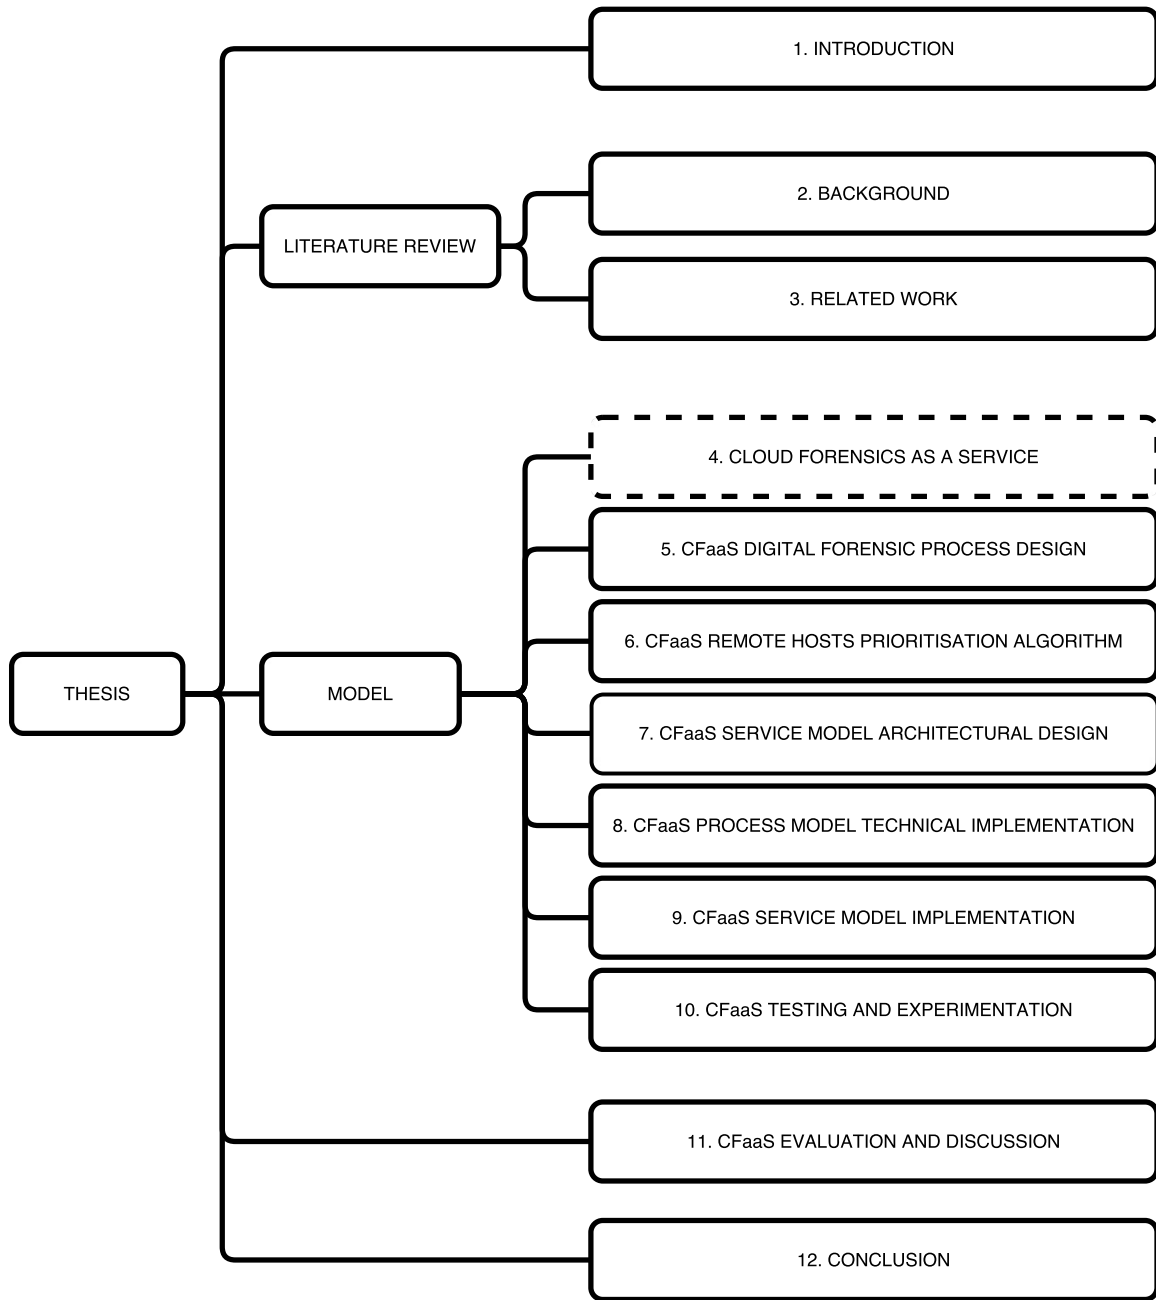 1. INTRODUCTION
2. BACKGROUND
LITERATURE REVIEW
3. RELATED WORK
4. CLOUD FORENSICS AS A SERVICE
5. CFaaS DIGITAL FORENSIC PROCESS DESIGN
6. CFaaS REMOTE HOSTS PRIORITISATION ALGORITHM
THESIS
MODEL
7. CFaaS SERVICE MODEL ARCHITECTURAL DESIGN
8. CFaaS PROCESS MODEL TECHNICAL IMPLEMENTATION
9. CFaaS SERVICE MODEL IMPLEMENTATION
10. CFaaS TESTING AND EXPERIMENTATION
11. CFaaS EVALUATION AND DISCUSSION
12. CONCLUSION